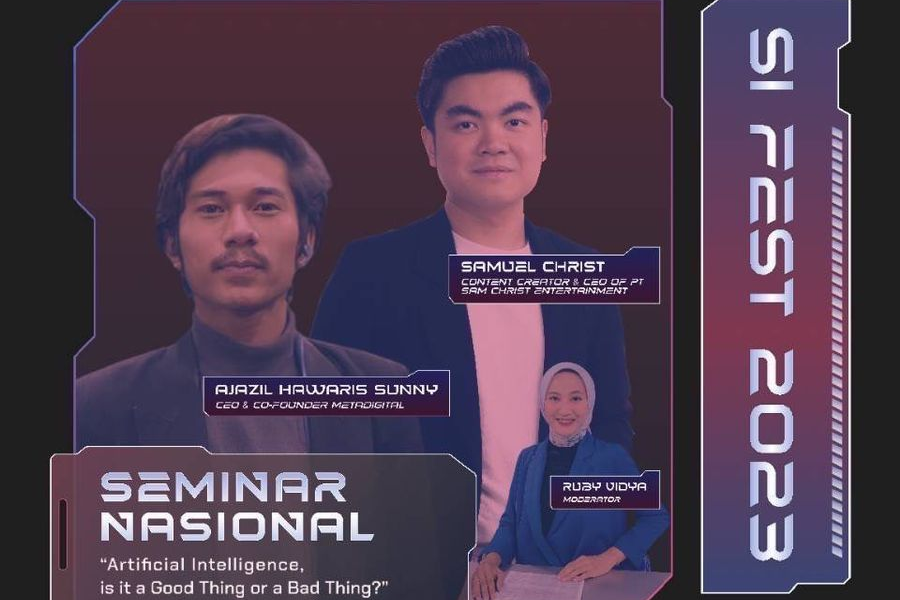 SAMUEL CHRIST
CONTENT CREATOR & CEO OF PT
SAM CHRIST ENTERTAINMENT
AJAZIL HAWARIS SUNNY
CEO & CO-FOUNDER METADIGITAL
RUBY VIDYA
MODERATOR
SEMINAR
NASIONAL
“Artificial Intelligence,
is it a Good Thing or a Bad Thing?”
SI FEST 2023